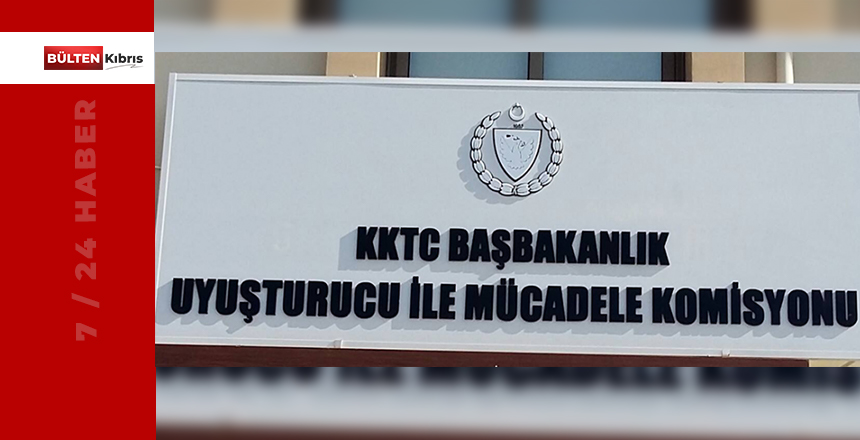 BÜLTEN Kıbrıs
7 / 24 HABER
KKTC BAŞBAKANLIK
UYUŞTURUCU İLE MÜCADELE KOMİSYONU